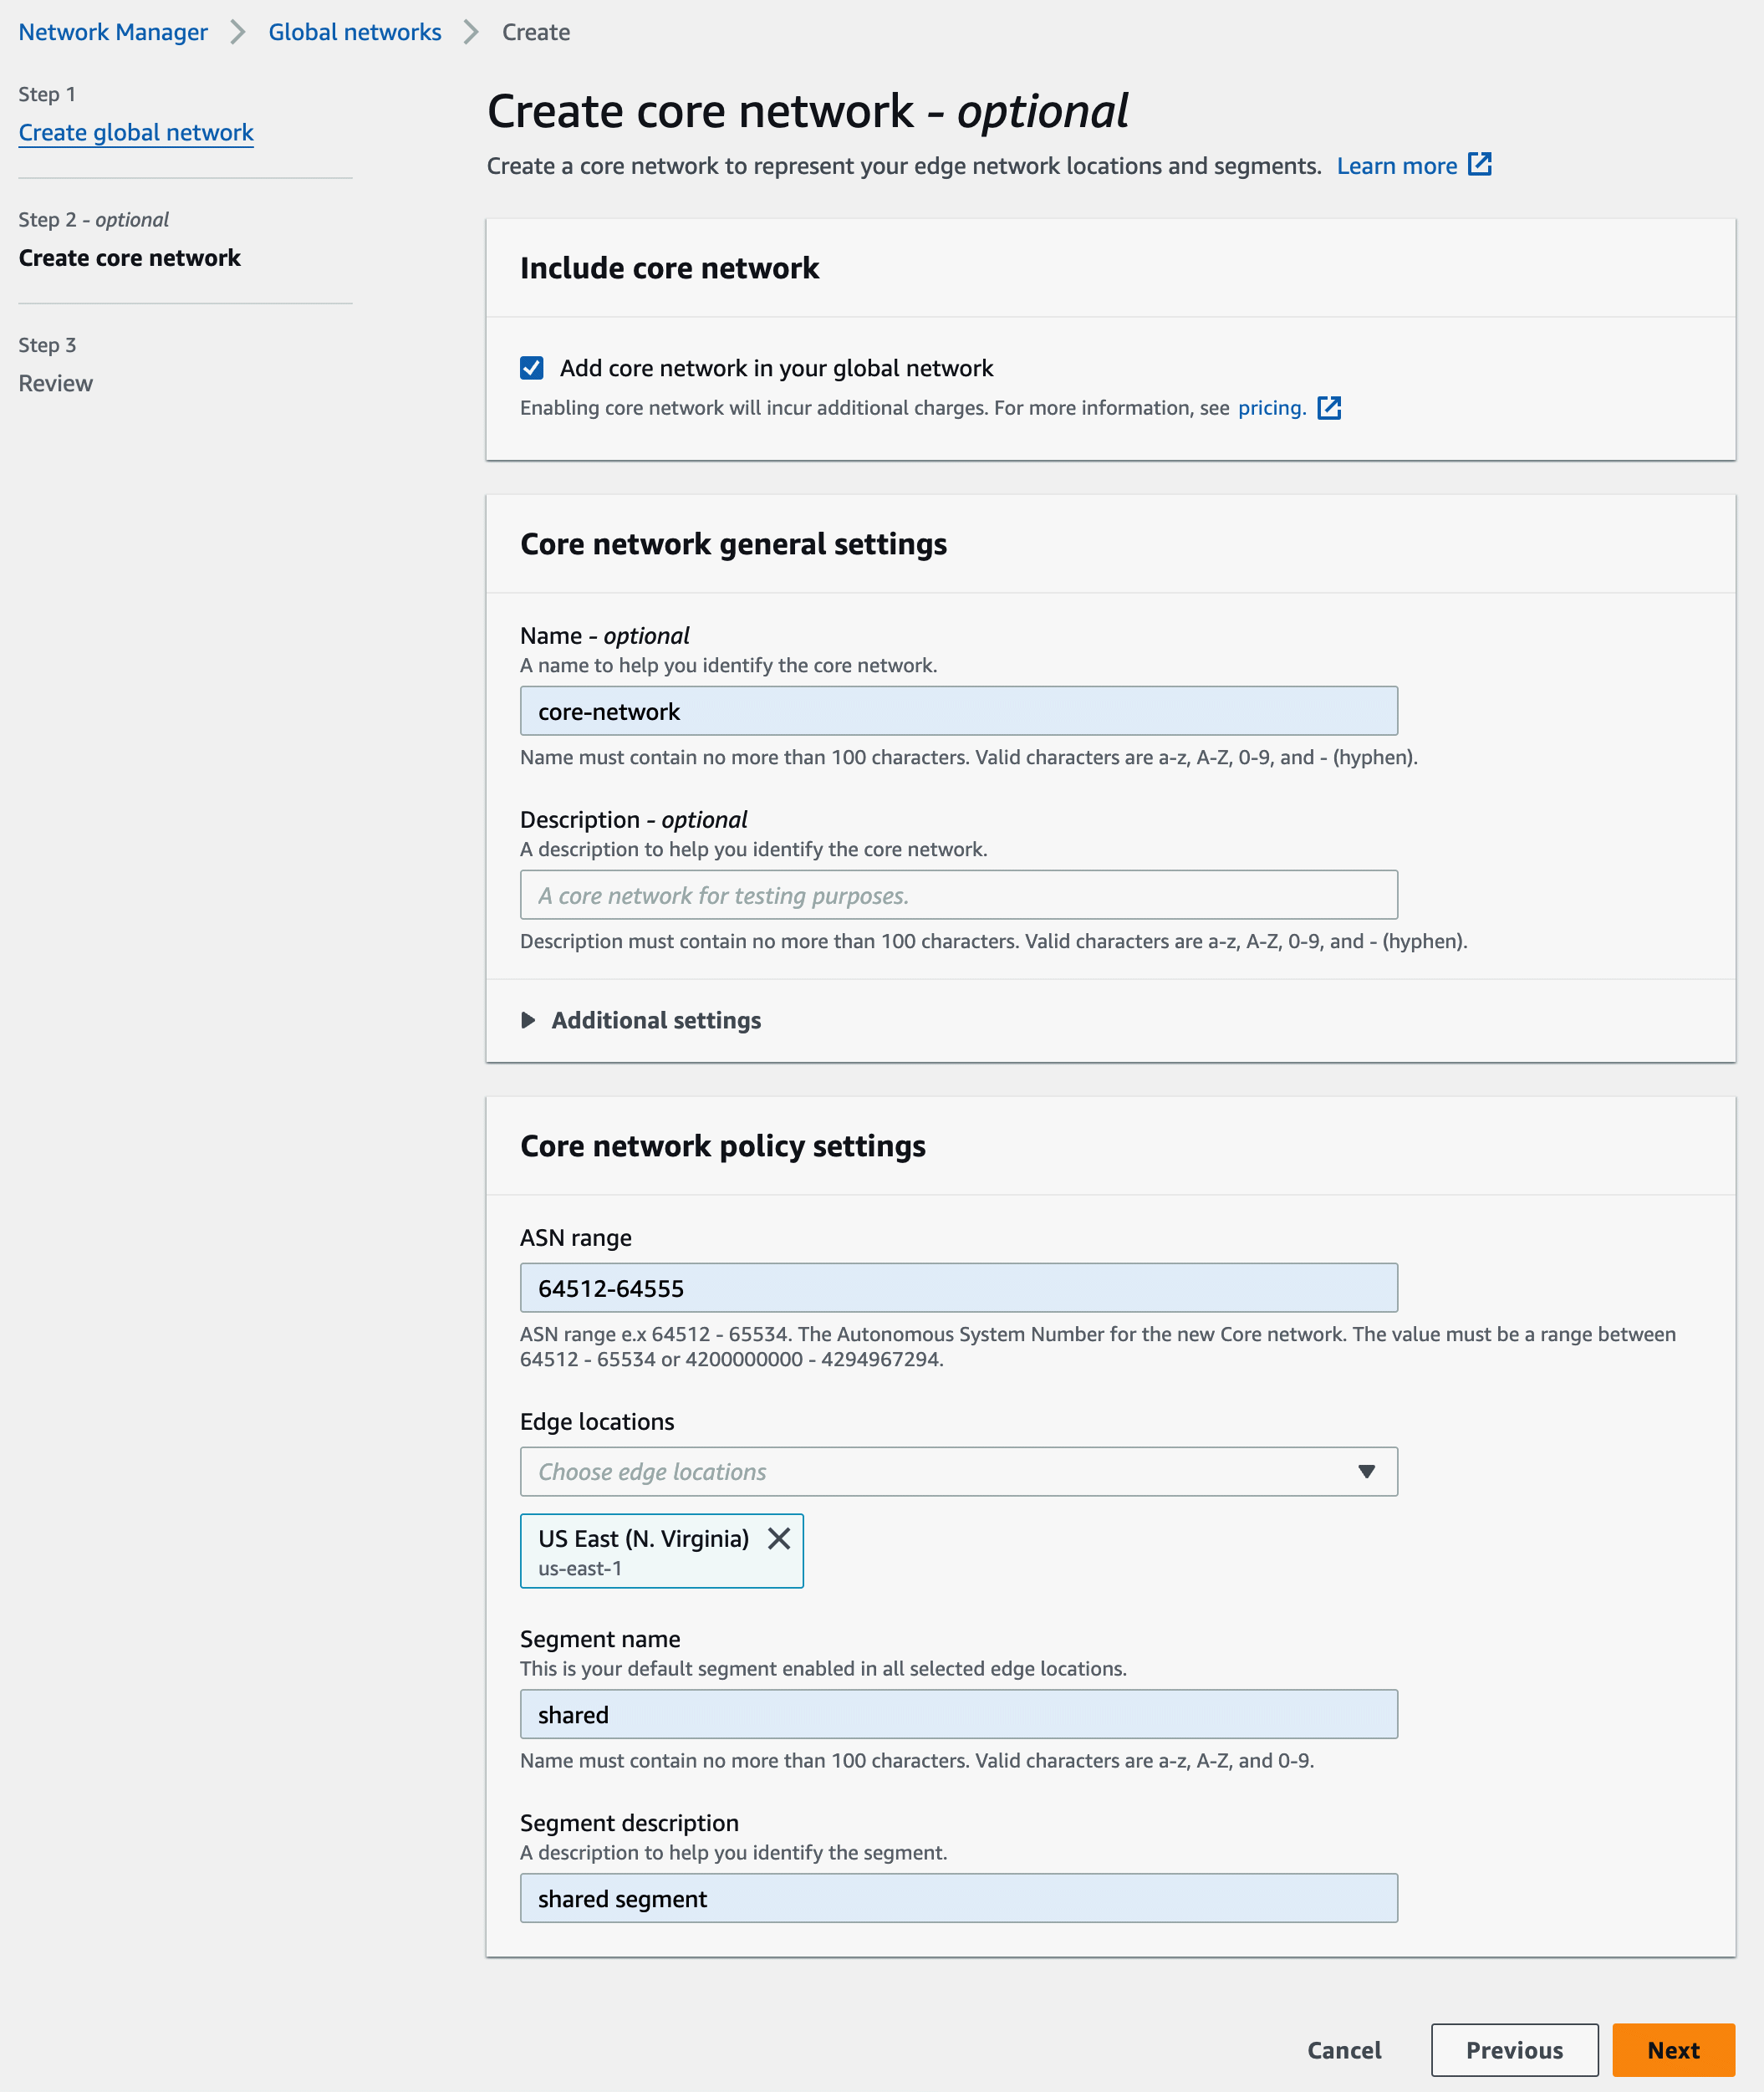 Network Manager
Global networks
Create
Step 1
Create global network
Step 2 - optional
Create core network
Step 3
Review
Create core network - optional
Create a core network to represent your edge network locations and segments. Learn more
Include core network
Add core network in your global network
Enabling core network will incur additional charges. For more information, see pricing.
Core network general settings
Name - optional
A name to help you identify the core network.
core-network
Name must contain no more than 100 characters. Valid characters are a-z, A-Z, 0-9, and - (hyphen).
Description - optional
A description to help you identify the core network.
A core network for testing purposes.
Description must contain no more than 100 characters. Valid characters are a-z, A-Z, 0-9, and - (hyphen).
Additional settings
Core network policy settings
ASN range
64512-64555
ASN range e.x 64512 - 65534. The Autonomous System Number for the new Core network. The value must be a range between
64512 - 65534 or 4200000000 - 4294967294.
Edge locations
Choose edge locations
US East (N. Virginia)
us-east-1
Segment name
This is your default segment enabled in all selected edge locations.
shared
Name must contain no more than 100 characters. Valid characters are a-z, A-Z, and 0-9.
Segment description
A description to help you identify the segment.
shared segment
Cancel
Previous
Next